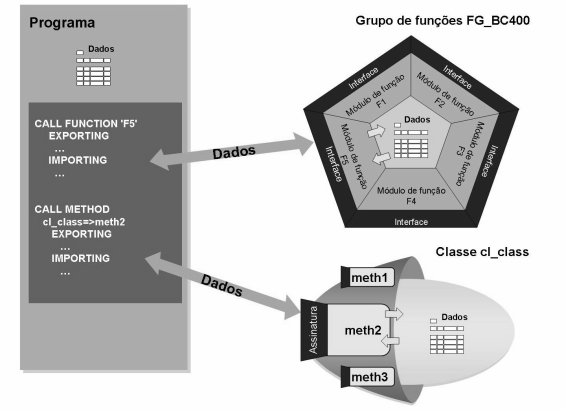 Programa
Dados
CALL FUNCTION 'F5'
EXPORTING
...
IMPORTING
...
CALL METHOD
cl_class=>meth2
EXPORTING
...
IMPORTING
...
Dados
Dados
Grupo de funções FG_BC400
Interface
Interface
Interface
Interface
Interface
Módulo de função
F1
Módulo de função
F2
Módulo de função
F3
Módulo de função
F4
Módulo de função
F5
Dados
Classe cl_class
meth1
Assinatura
meth2
meth3
Dados